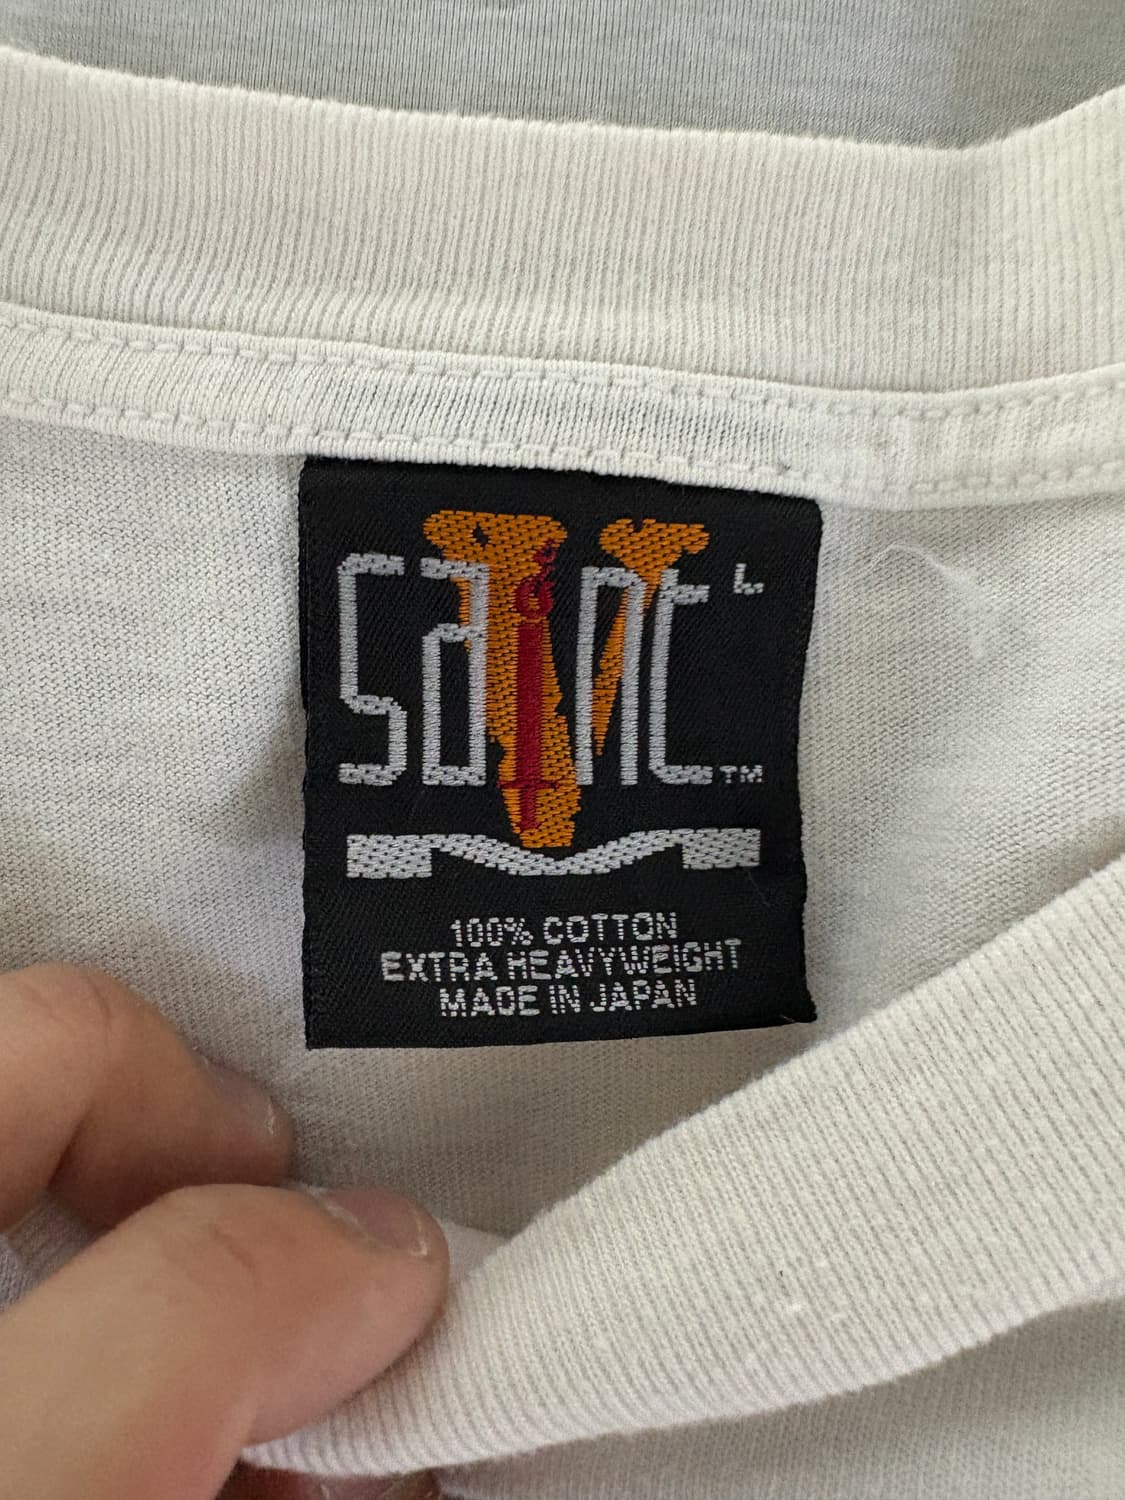 saint L
TM
100% COTTON
EXTRA HEAVYWEIGHT
MADE IN JAPAN